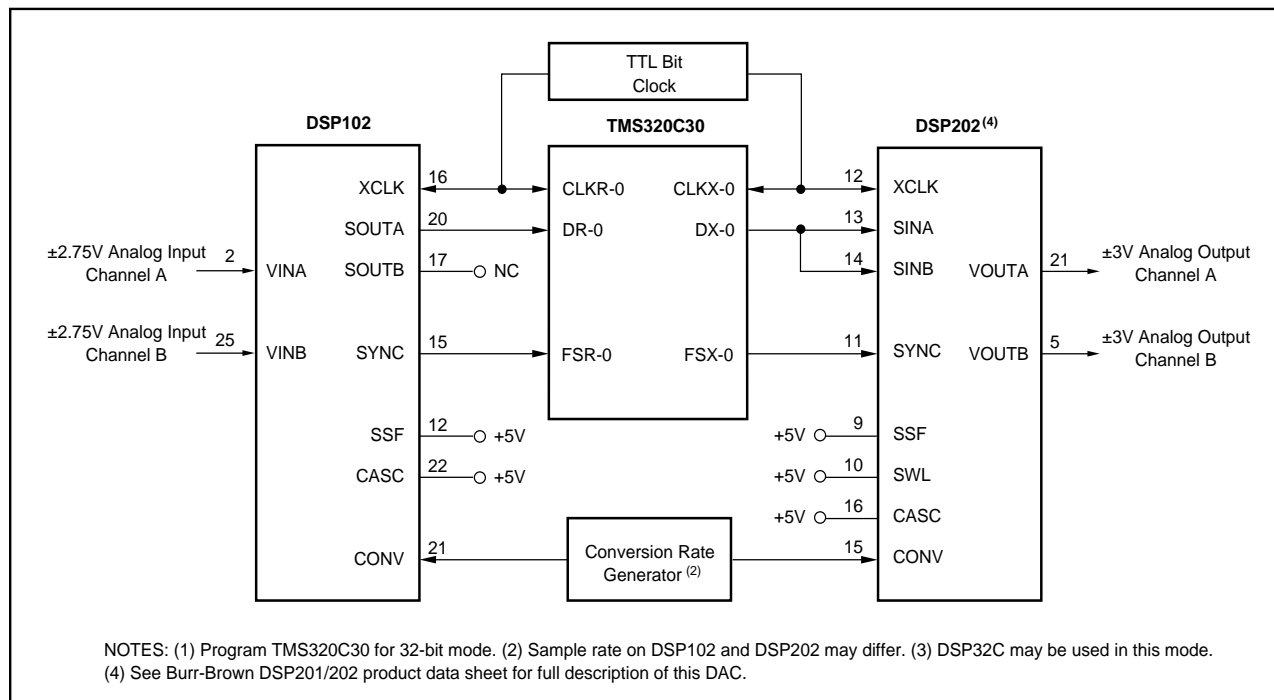 TTL Bit
Clock
DSP102
TMS320C30
DSP202 (4)
XCLK
16
CLKR-0
CLKX-0
12
XCLK
SOUTA
20
DR-0
DX-0
13
SINA
±2.75V Analog Input
Channel A
2
VINA
SOUTB
17
NC
14
SINB
VOUTA
21
±3V Analog Output
Channel A
±2.75V Analog Input
Channel B
25
VINB
SYNC
15
FSR-0
FSX-0
11
SYNC
VOUTB
5
±3V Analog Output
Channel B
SSF
12
+5V
+5V
9
SSF
CASC
22
+5V
+5V
10
SWL
+5V
16
CASC
CONV
21
Conversion Rate
Generator (2)
15
CONV
NOTES: (1) Program TMS320C30 for 32-bit mode. (2) Sample rate on DSP102 and DSP202 may differ. (3) DSP32C may be used in this mode.
(4) See Burr-Brown DSP201/202 product data sheet for full description of this DAC.